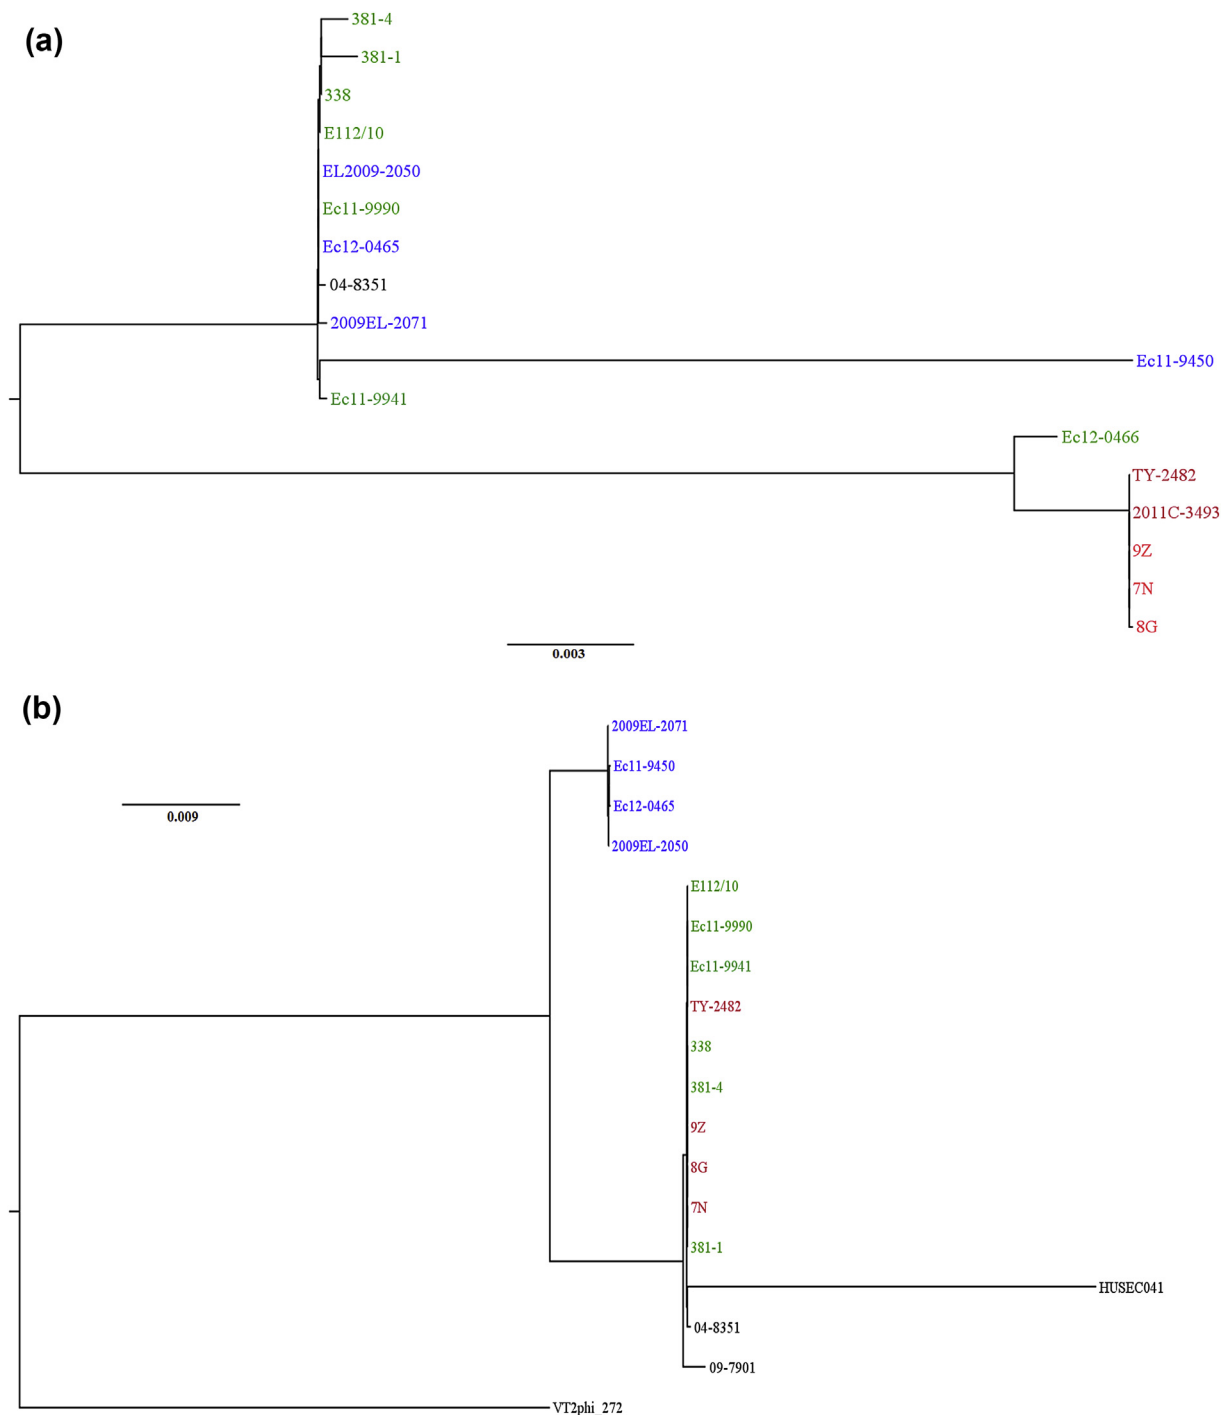 (a)
381-4
381-1
338
E112/10
EL2009-2050
Ec11-9990
Ec12-0465
04-8351
2009EL-2071
Ec11-9450
Ec11-9941
Ec12-0466
TY-2482
2011C-3493
9Z
7N
8G
0.003
(b)
2009EL-2071
Ec11-9450
Ec12-0465
0.009
2009EL-2050
E112/10
Ec11-9990
Ec11-9941
TY-2482
338
381-4
9Z
8G
7N
381-1
HUSEC041
04-8351
09-7901
VT2phi_272